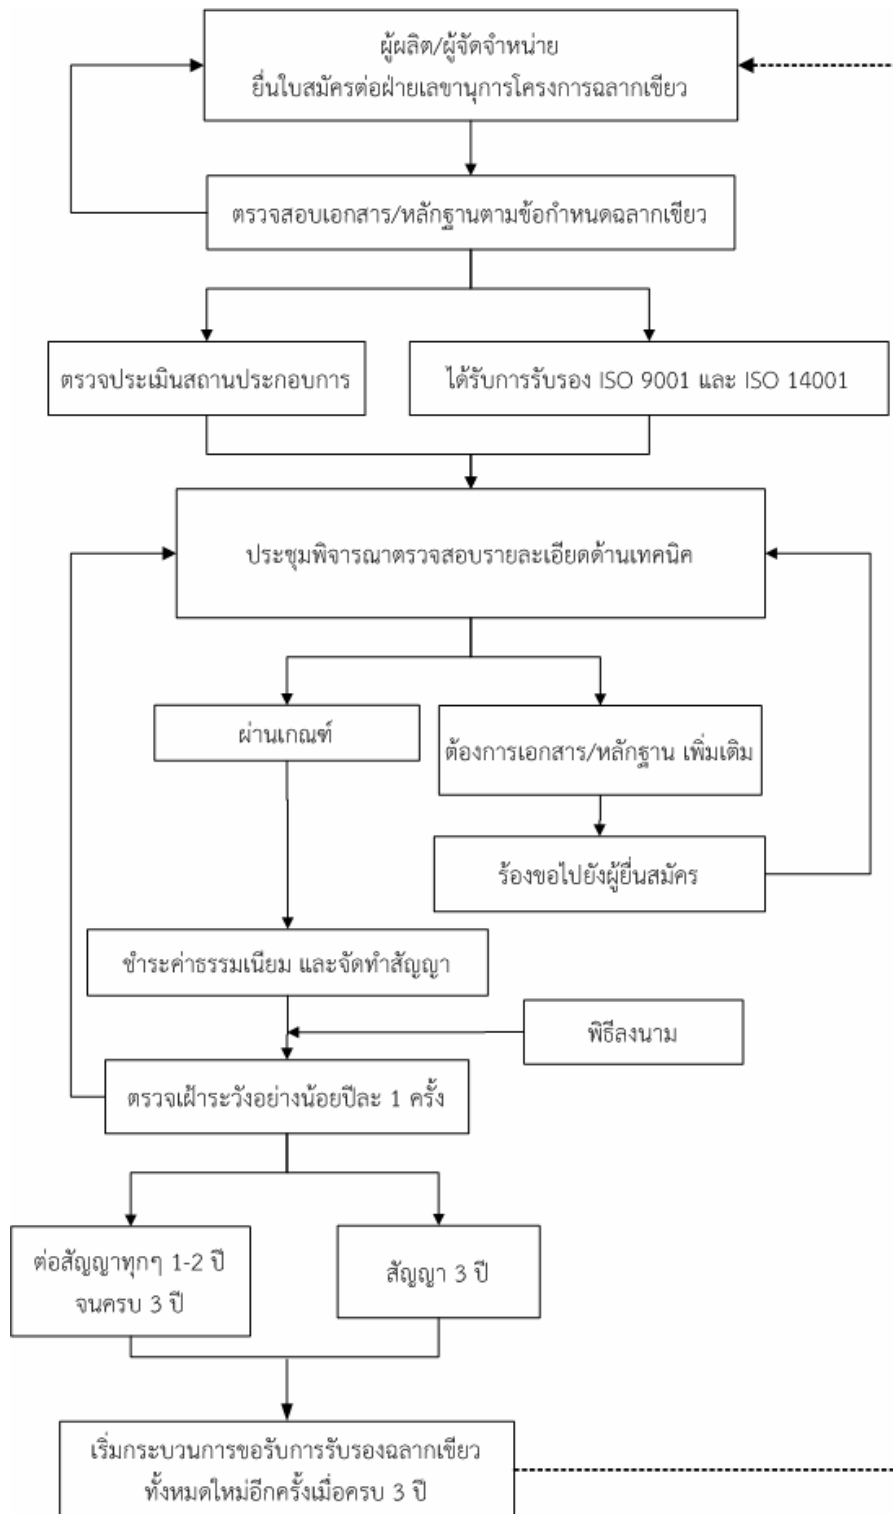 ผู้ผลิต/ผู้จัดจำหน่าย
ยื่นใบสมัครต่อฝ่ายเลขานุการโครงการฉลากเขียว
ตรวจสอบเอกสาร/หลักฐานตามข้อกำหนดฉลากเขียว
ตรวจประเมินสถานประกอบการ
ได้รับการรับรอง ISO 9001 และ ISO 14001
ประชุมพิจารณาตรวจสอบรายละเอียดด้านเทคนิค
ผ่านเกณฑ์
ต้องการเอกสาร/หลักฐาน เพิ่มเติม
ร้องขอไปยังผู้ยื่นสมัคร
ชำระค่าธรรมเนียม และจัดทำสัญญา
พิธีลงนาม
ตรวจเฝ้าระวังอย่างน้อยปีละ 1 ครั้ง
ต่อสัญญาทุกๆ 1-2 ปี
จนครบ 3 ปี
สัญญา 3 ปี
เริ่มกระบวนการขอรับการรับรองฉลากเขียว
ทั้งหมดใหม่อีกครั้งเมื่อครบ 3 ปี